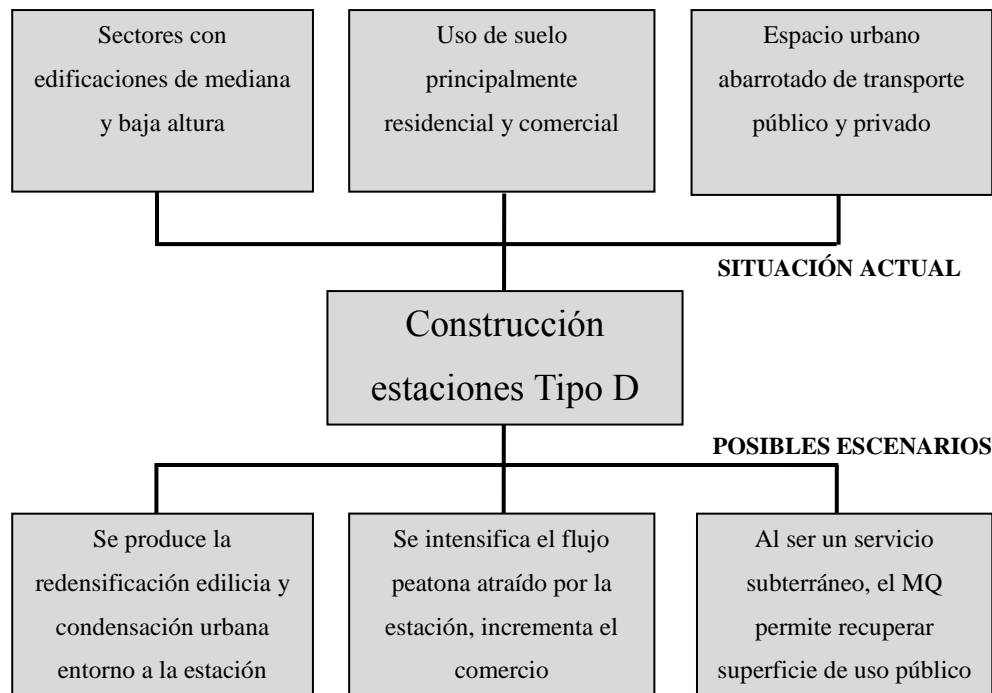 Sectores con
edificaciones de mediana
y baja altura
Uso de suelo
principalmente
residencial y comercial
Espacio urbano
abarrotado de transporte
público y privado
SITUACIÓN ACTUAL
Construcción
estaciones Tipo D
POSIBLES ESCENARIOS
Se produce la
redensificación edilicia y
condensación urbana
entorno a la estación
Se intensifica el flujo
peatona atraído por la
estación, incrementa el
comercio
Al ser un servicio
subterráneo, el MQ
permite recuperar
superficie de uso público